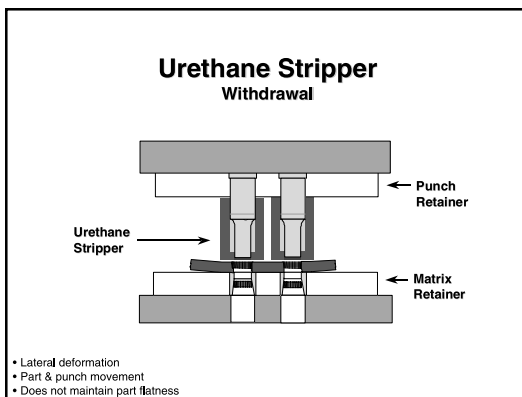 Urethane Stripper
Withdrawal
Punch
Retainer
Urethane
Stripper
Matrix
Retainer
• Lateral deformation
• Part & punch movement
• Does not maintain part flatness